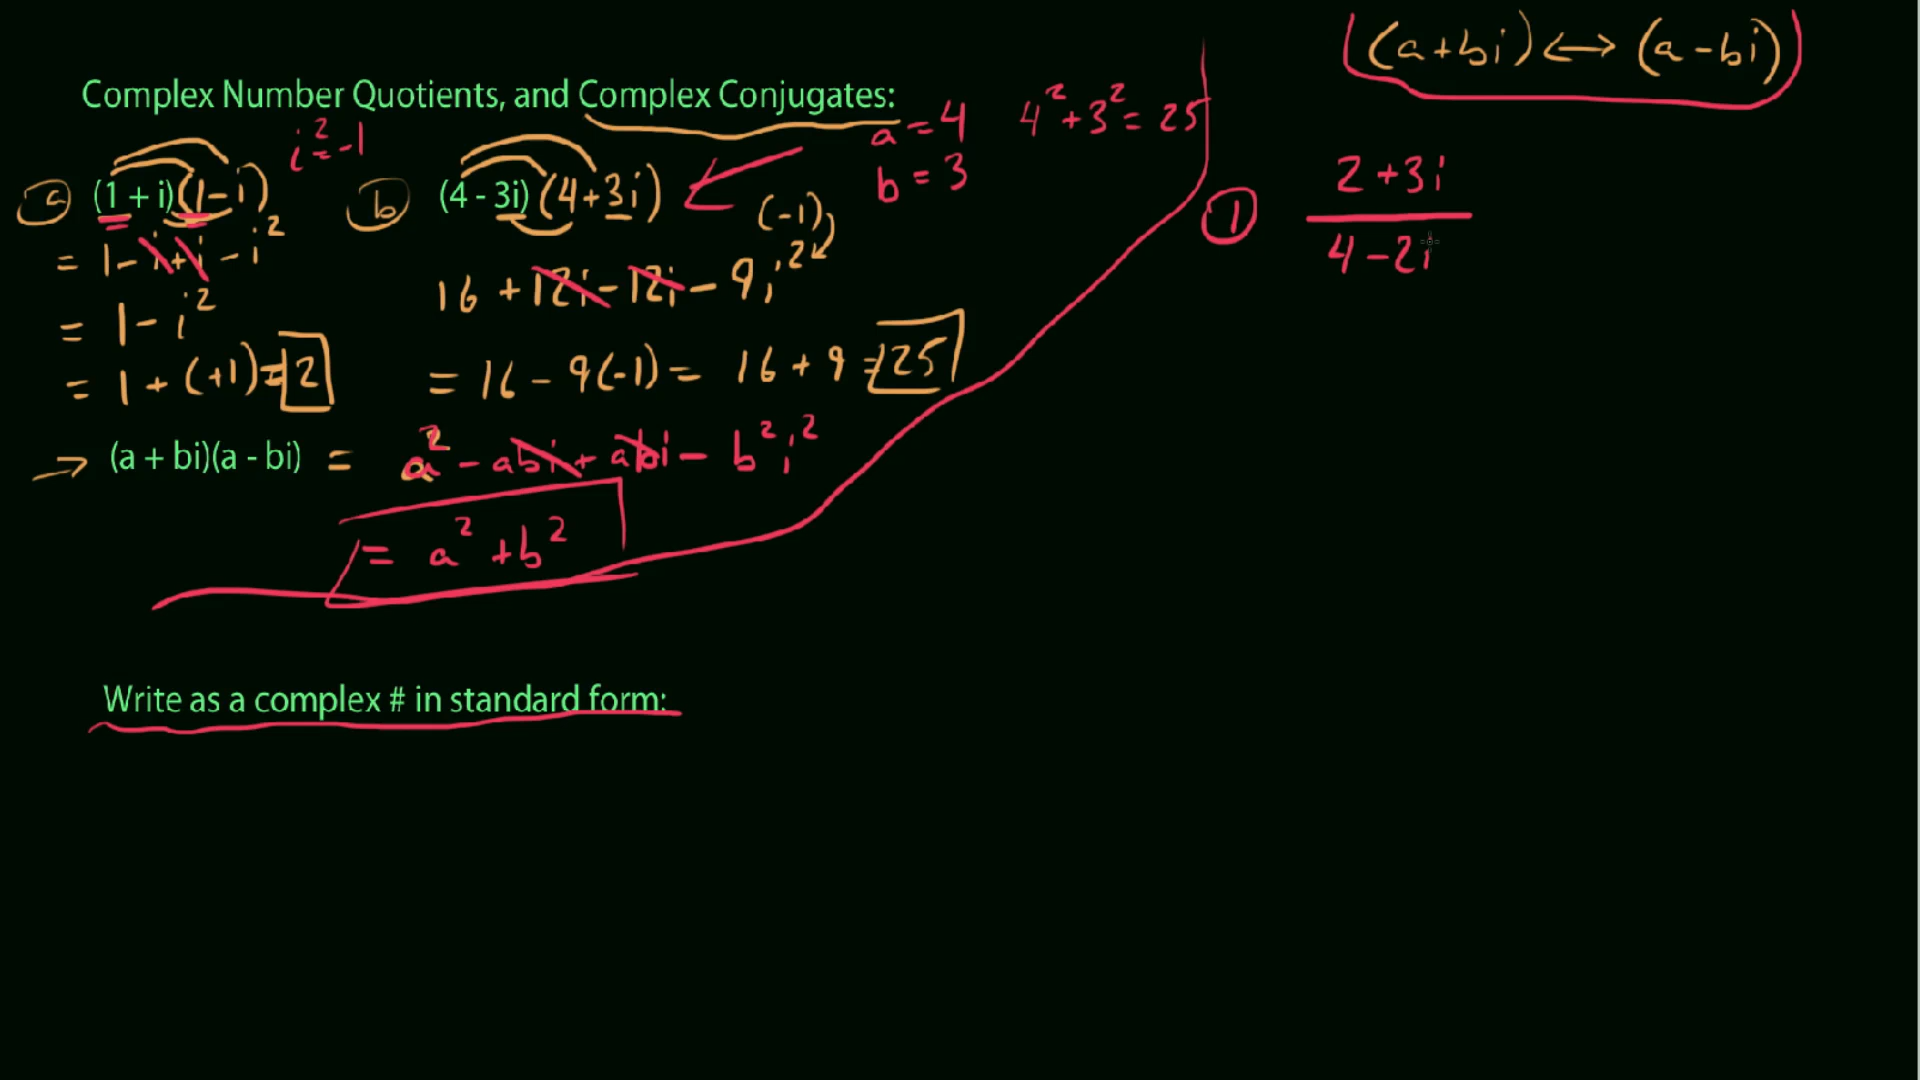 (a+bi) ↔ (a-bi)
Complex Number Quotients, and Complex Conjugates:
a = 4   4² + 3² = 25
b = 3
i² = -1
a (1 + i)(1 - i)
= 1 - i + i - i²
= 1 - i²
= 1 + (+1) = 2
b (4 - 3i)(4 + 3i)
(-1)
16 + 12i - 12i - 9i²
= 16 - 9(-1) = 16 + 9 = 25
→ (a + bi)(a - bi) = a² - abi + abi - b²i²
= a² + b²
1
2 + 3i
4 - 2i
Write as a complex # in standard form: